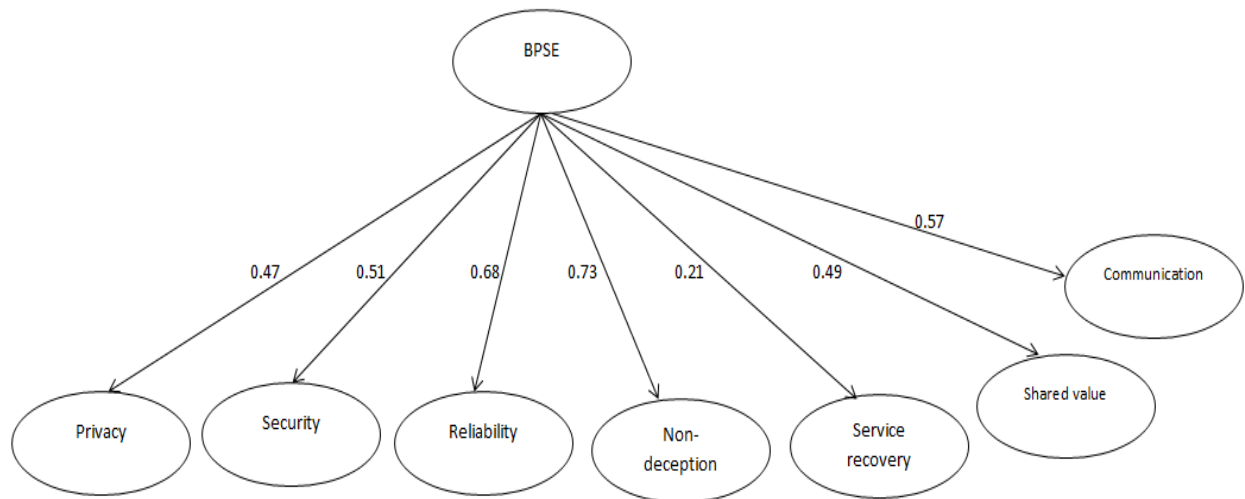 BPSE
0.57
0.47
0.51
0.68
0.73
0.21
0.49
Communication
Privacy
Security
Reliability
Non-
deception
Service
recovery
Shared value